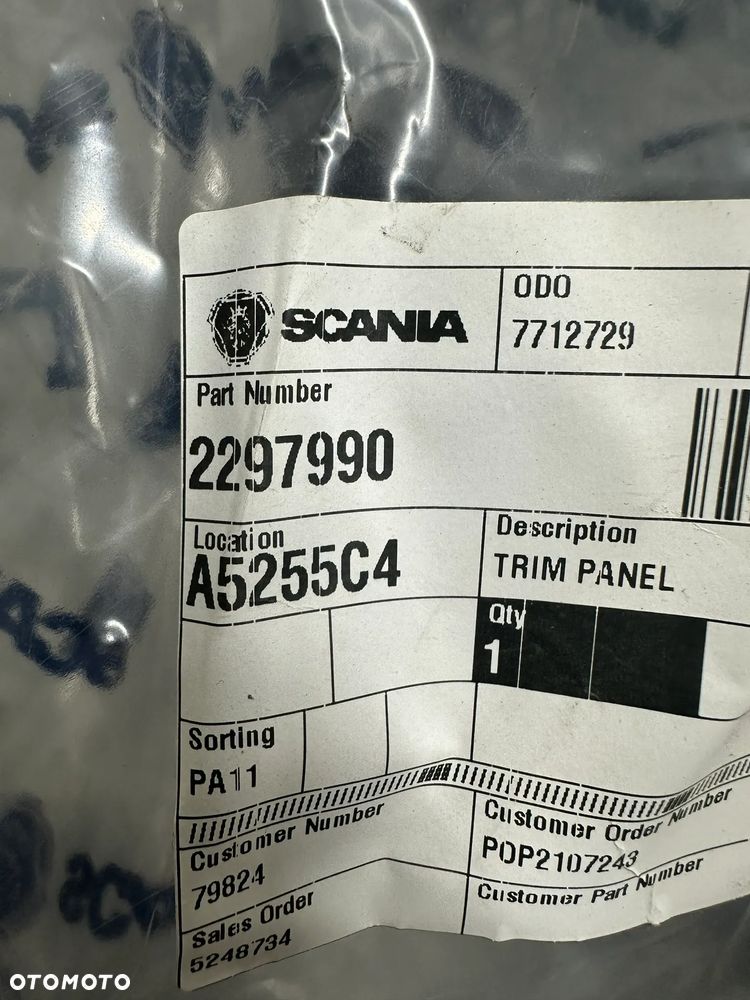 SCANIA
ODO
7712729
Part Number
2297990
Location
A5255C4
Description
TRIM PANEL
Qty
1
Sorting
PA11
Customer Number
79824
Customer Order Number
POP2107243
Sales Order
5248734
Customer Part Number
OTOMOTO